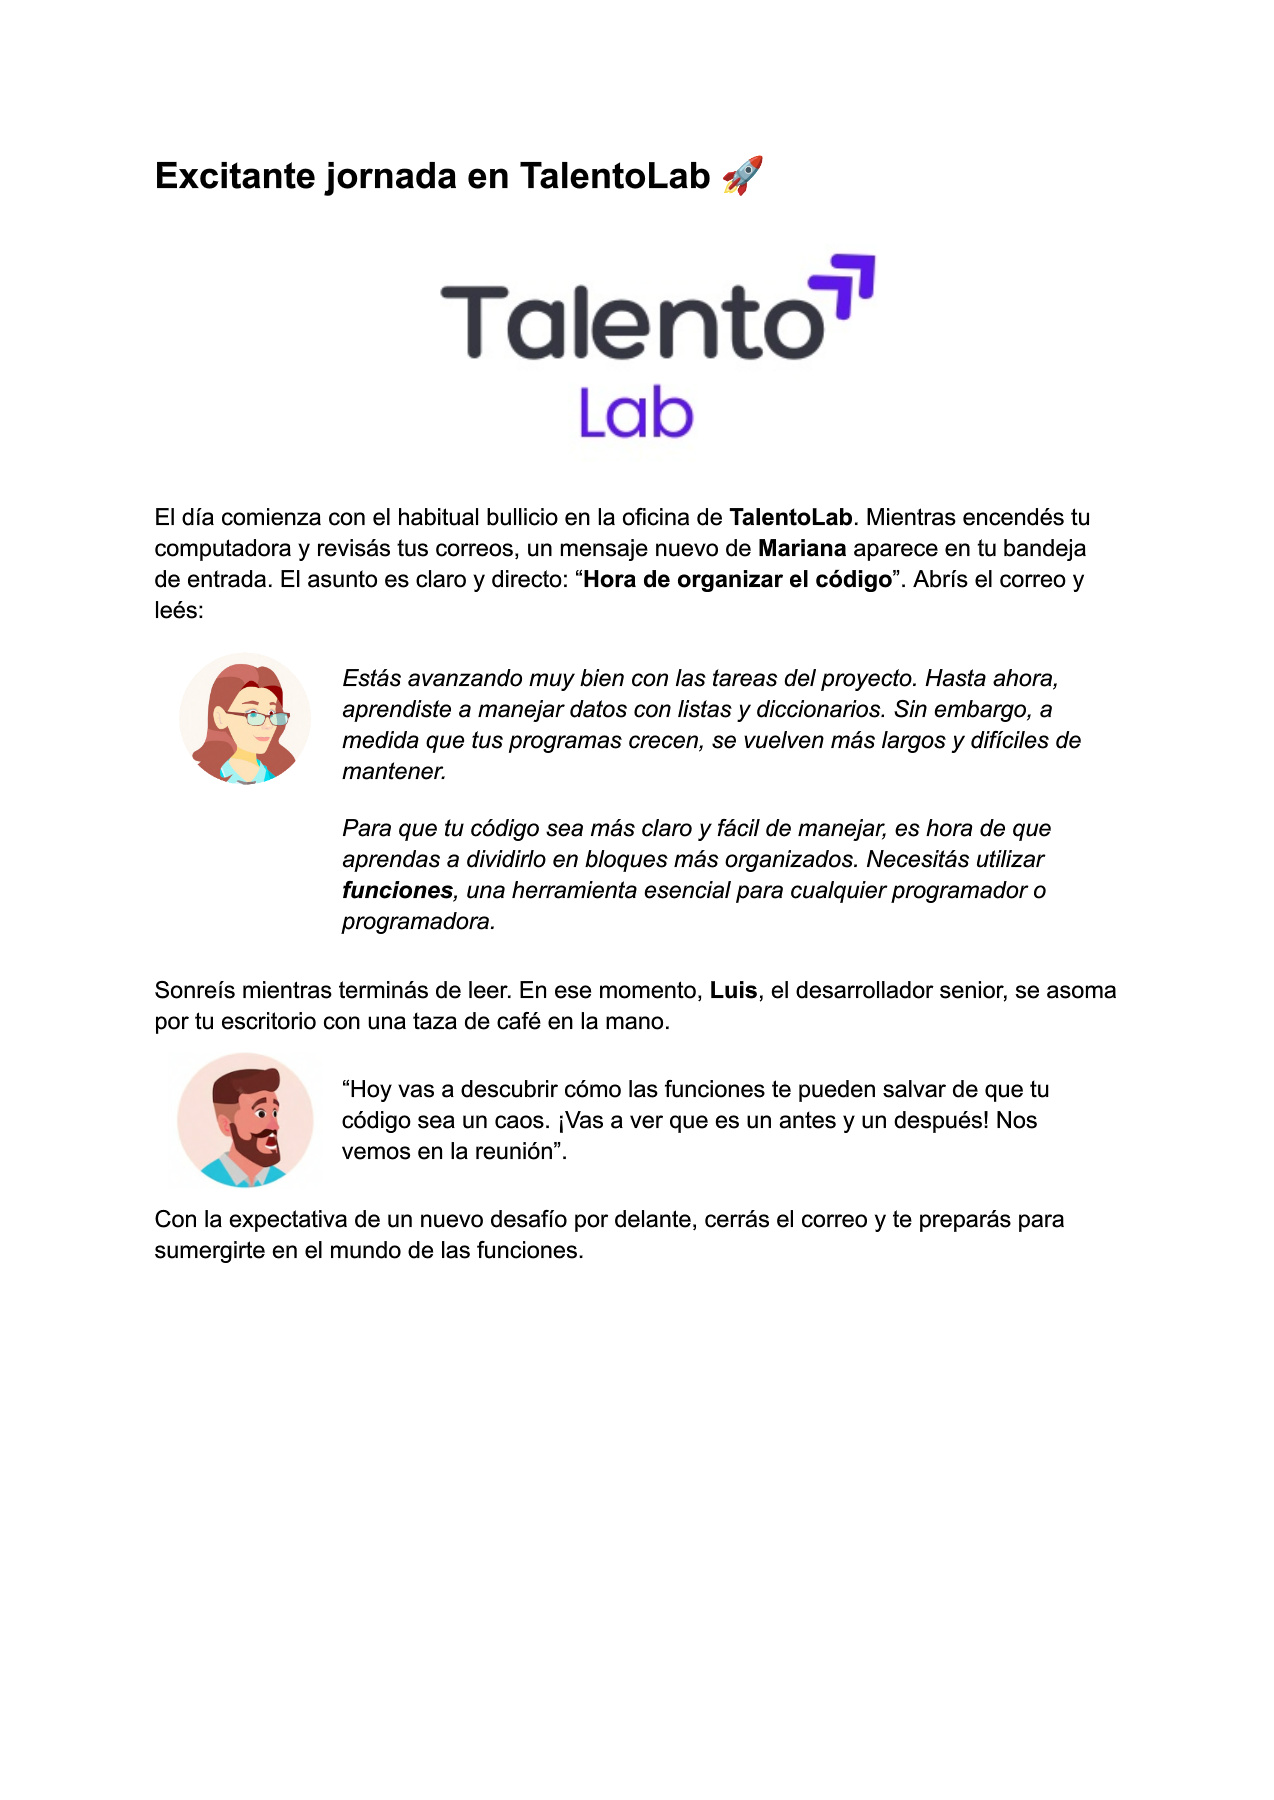 Excitante jornada en TalentoLab 🚀
Talento
Lab
El día comienza con el habitual bullicio en la oficina de TalentoLab. Mientras encendés tu
computadora y revisás tus correos, un mensaje nuevo de Mariana aparece en tu bandeja
de entrada. El asunto es claro y directo: “Hora de organizar el código”. Abrís el correo y
leés:
Estás avanzando muy bien con las tareas del proyecto. Hasta ahora,
aprendiste a manejar datos con listas y diccionarios. Sin embargo, a
medida que tus programas crecen, se vuelven más largos y difíciles de
mantener.
Para que tu código sea más claro y fácil de manejar, es hora de que
aprendas a dividirlo en bloques más organizados. Necesitás utilizar
funciones, una herramienta esencial para cualquier programador o
programadora.
Sonreís mientras terminás de leer. En ese momento, Luis, el desarrollador senior, se asoma
por tu escritorio con una taza de café en la mano.
“Hoy vas a descubrir cómo las funciones te pueden salvar de que tu
código sea un caos. ¡Vas a ver que es un antes y un después! Nos
vemos en la reunión”.
Con la expectativa de un nuevo desafío por delante, cerrás el correo y te preparás para
sumergirte en el mundo de las funciones.